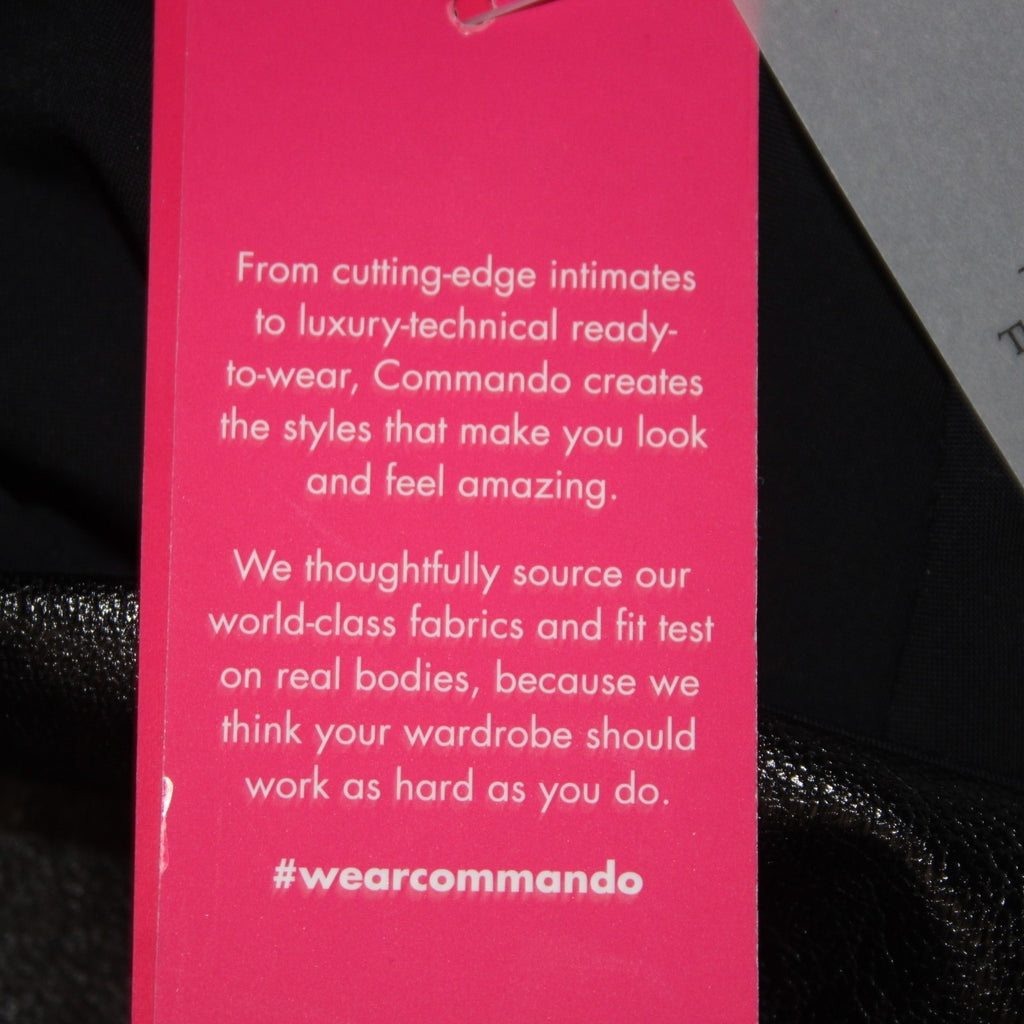 From cutting-edge intimates
to luxury-technical ready-
to-wear, Commando creates
the styles that make you look
and feel amazing.
We thoughtfully source our
world-class fabrics and fit test
on real bodies, because we
think your wardrobe should
work as hard as you do.
#wearcommando